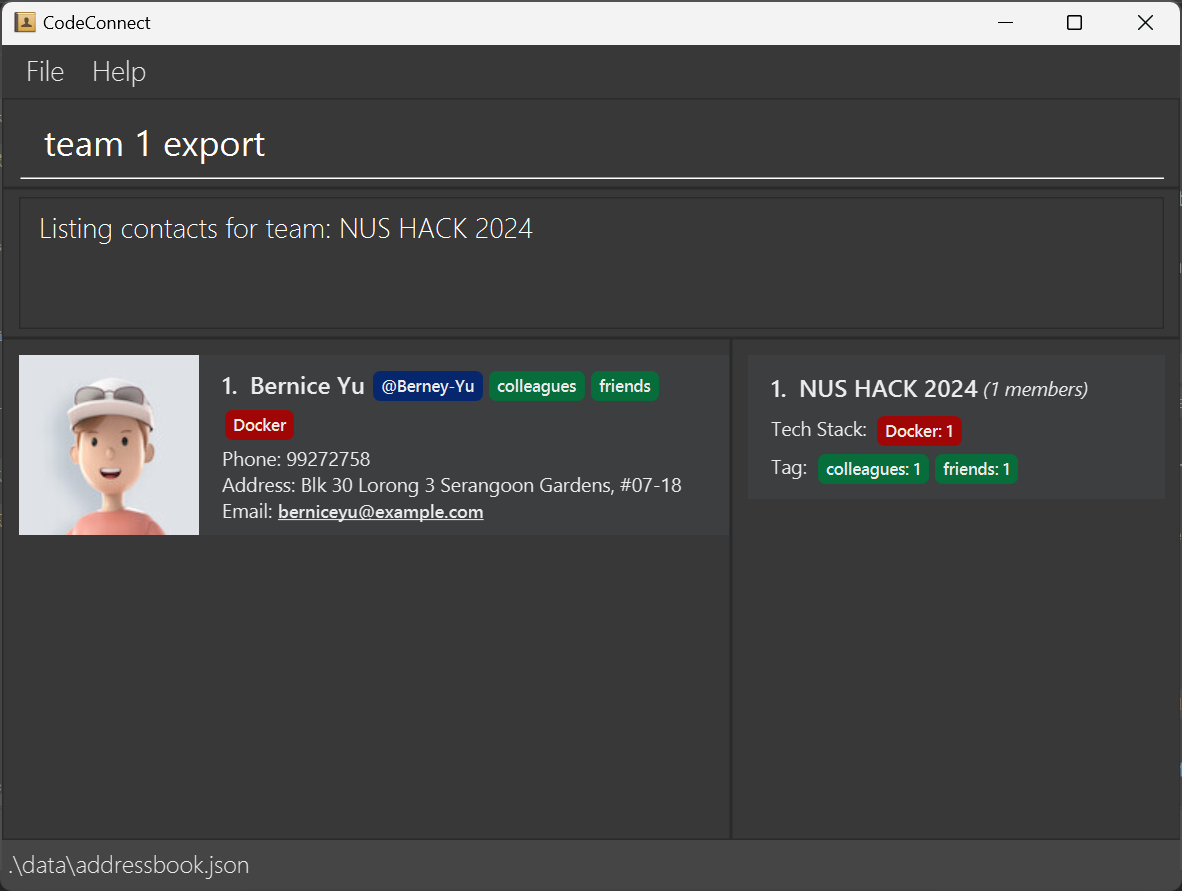 CodeConnect
File Help
team 1 export
Listing contacts for team: NUS HACK 2024
1. Bernice Yu @Berney-Yu colleagues friends
Docker
Phone: 99272758
Address: Blk 30 Lorong 3 Serangoon Gardens, #07-18
Email: berniceyu@example.com
1. NUS HACK 2024 (1 members)
Tech Stack: Docker: 1
Tag: colleagues: 1 friends: 1
.\data\addressbook.json